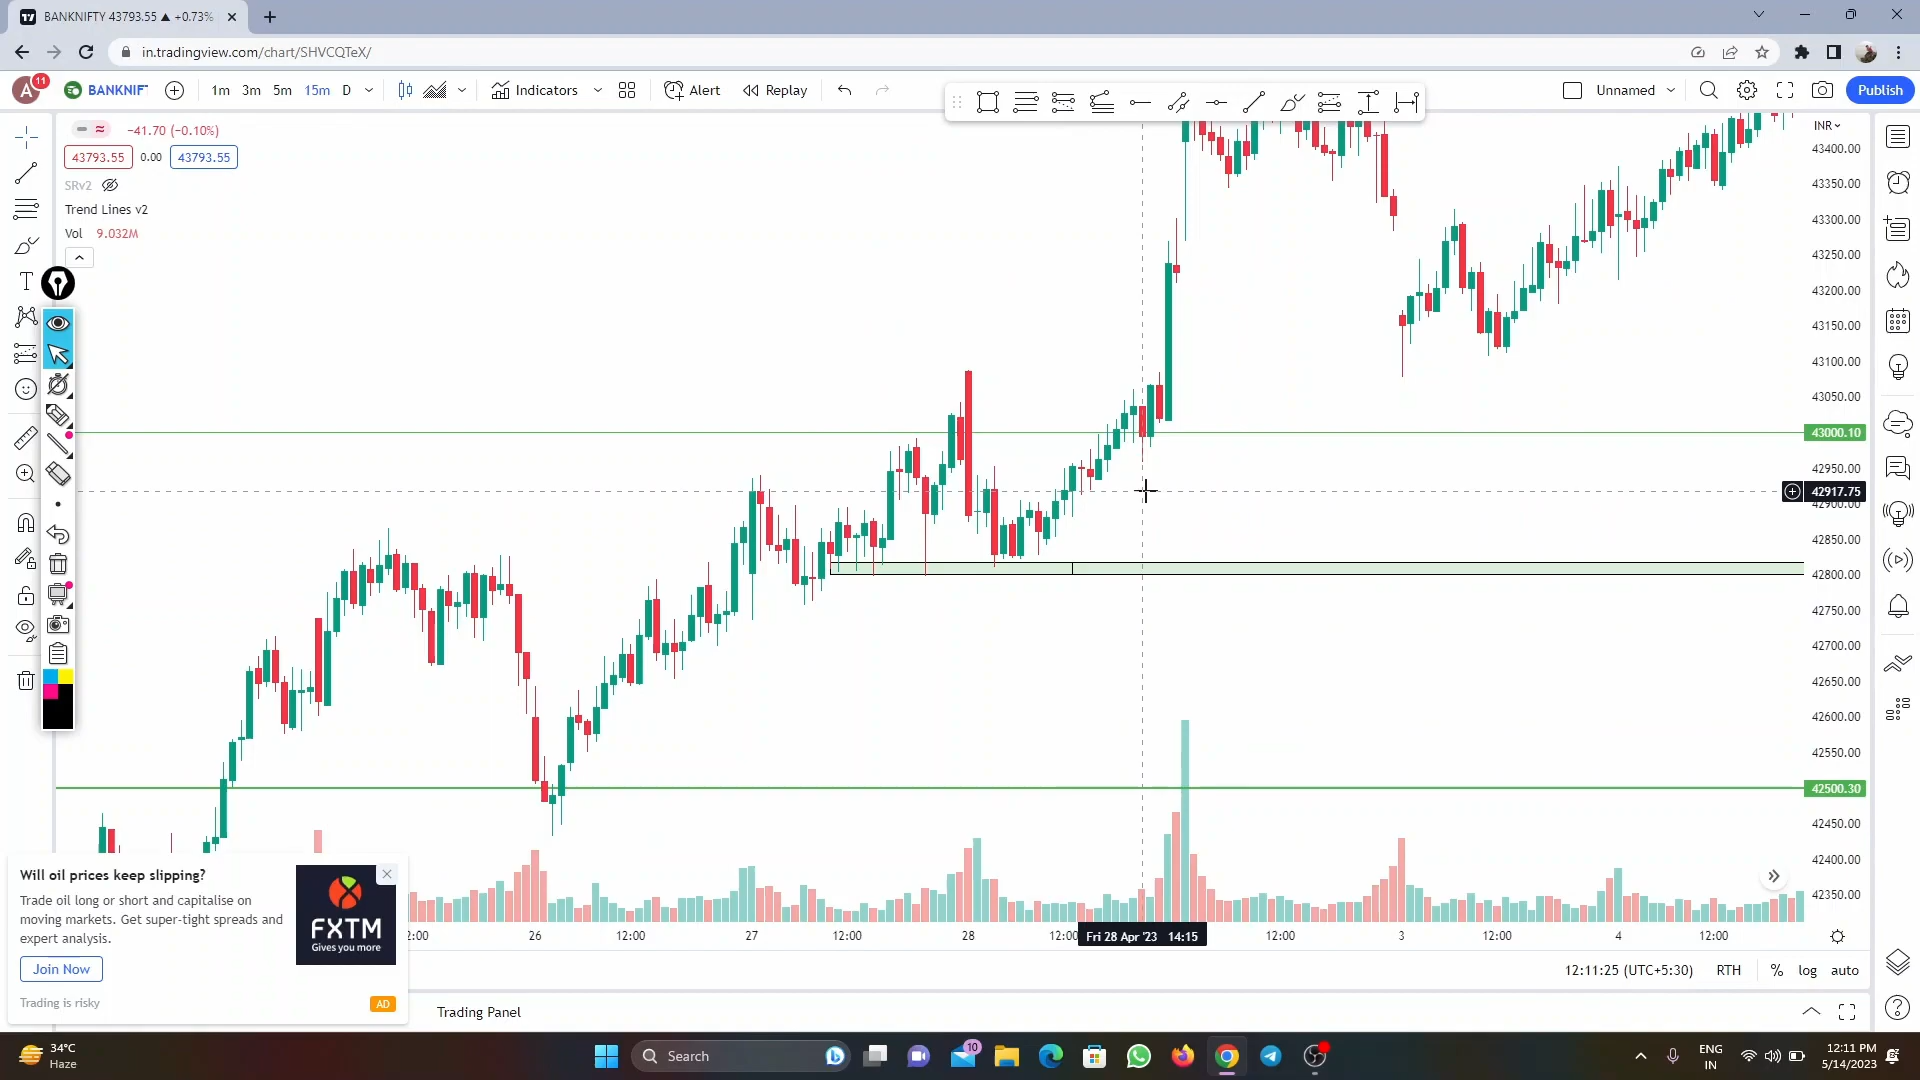 BANKNIFTY 43793.55 ▲ +0.73%
in.tradingview.com/chart/SHVCQTeX/
A
11
BANKNIF
1m 3m 5m 15m D
Indicators
Alert
Replay
Unnamed
Publish
−41.70 (−0.10%)
INR
43793.55 0.00 43793.55
SRv2
Trend Lines v2
Vol 9.032M
T
43400.00
43350.00
43300.00
43250.00
43200.00
43150.00
43100.00
43050.00
43000.10
42950.00
42917.75
42900.00
42850.00
42800.00
42750.00
42700.00
42650.00
42600.00
42550.00
42500.30
42450.00
42400.00
42350.00
Will oil prices keep slipping?
Trade oil long or short and capitalise on
moving markets. Get super-tight spreads and
expert analysis.
Join Now
Trading is risky
AD
FXTM
Gives you more
2:00 26 12:00 27 12:00 28 12:00 Fri 28 Apr '23 14:15 12:00 3 12:00 4 12:00
12:11:25 (UTC+5:30) RTH % log auto
Trading Panel
34°C
Haze
Search
10
ENG
IN
12:11 PM
5/14/2023